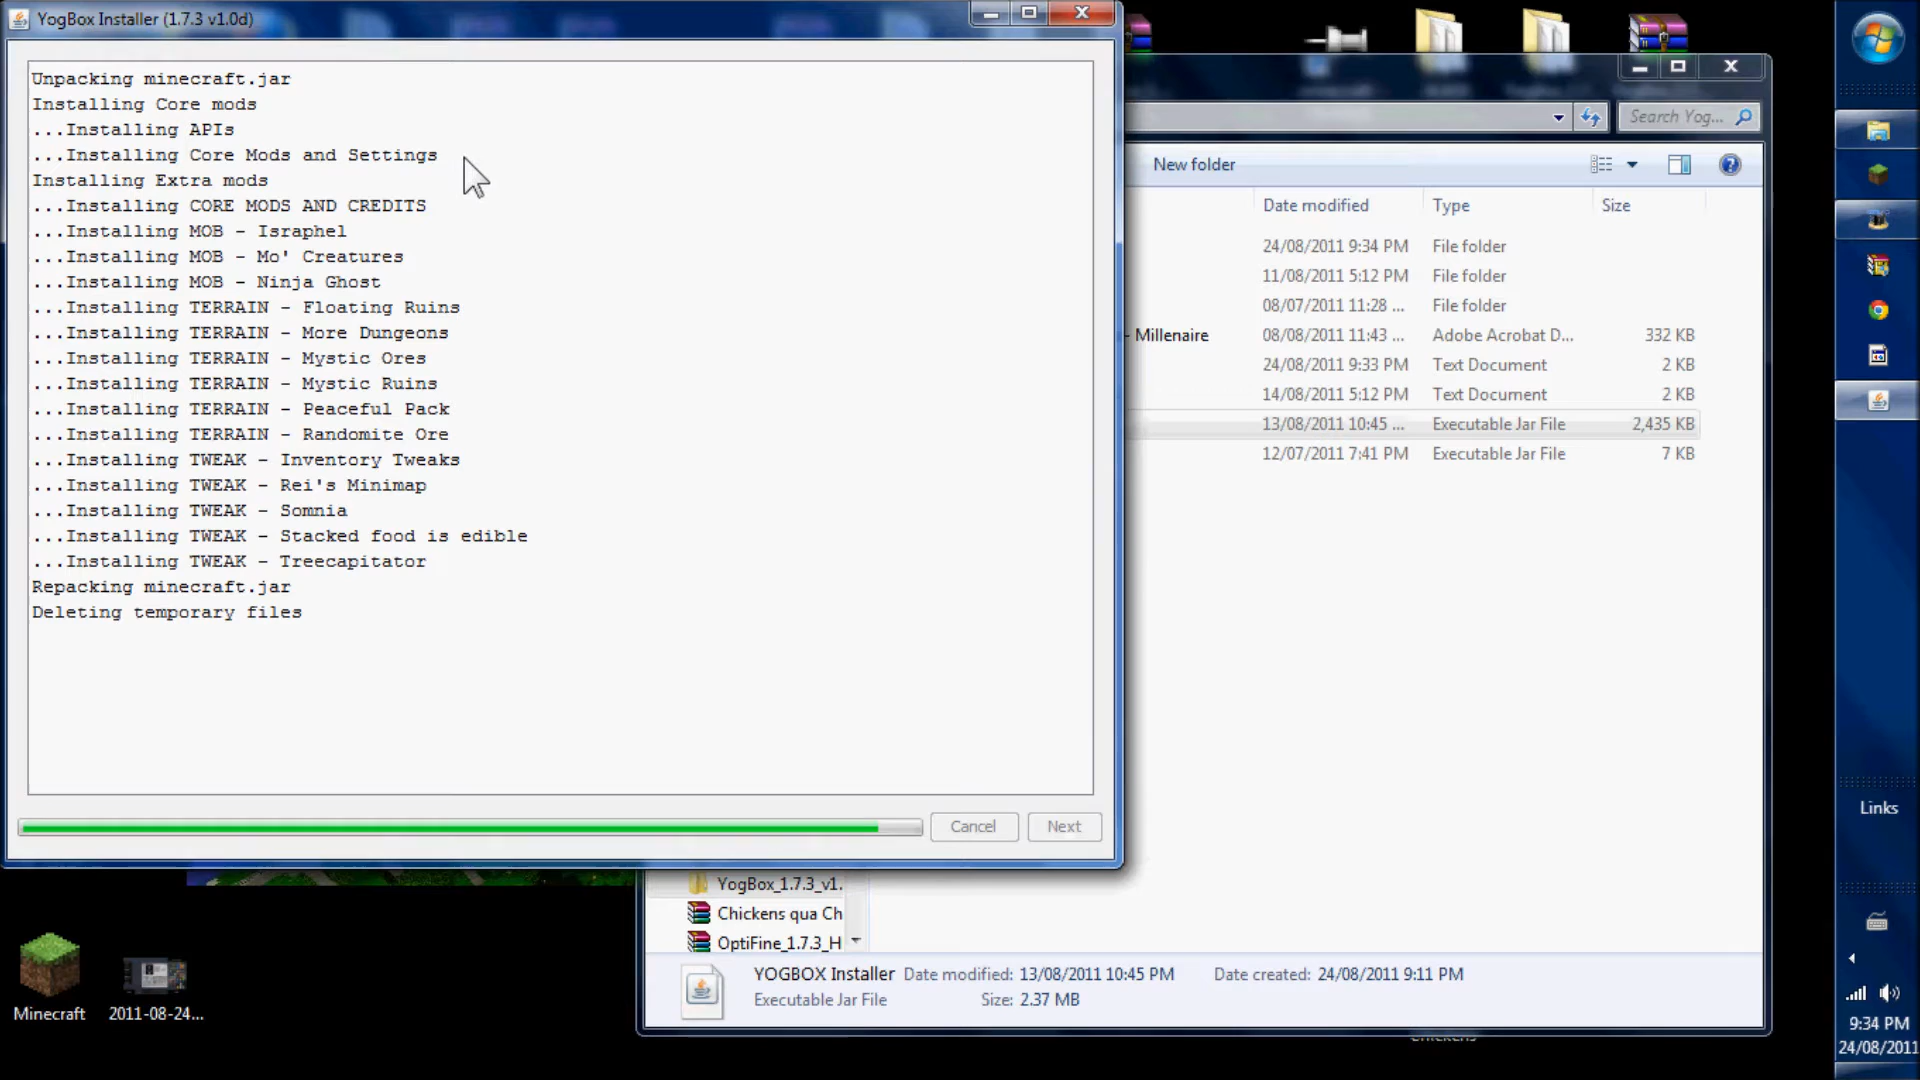 YogBox Installer (1.7.3 v1.0d)
Unpacking minecraft.jar
Installing Core mods
...Installing APIs
...Installing Core Mods and Settings
Installing Extra mods
...Installing CORE MODS AND CREDITS
...Installing MOB - Israphel
...Installing MOB - Mo' Creatures
...Installing MOB - Ninja Ghost
...Installing TERRAIN - Floating Ruins
...Installing TERRAIN - More Dungeons
...Installing TERRAIN - Mystic Ores
...Installing TERRAIN - Mystic Ruins
...Installing TERRAIN - Peaceful Pack
...Installing TERRAIN - Randomite Ore
...Installing TWEAK - Inventory Tweaks
...Installing TWEAK - Rei's Minimap
...Installing TWEAK - Somnia
...Installing TWEAK - Stacked food is edible
...Installing TWEAK - Treecapitator
Repacking minecraft.jar
Deleting temporary files
Cancel Next
Search Yog...
New folder
Date modified Type Size
24/08/2011 9:34 PM File folder
11/08/2011 5:12 PM File folder
08/07/2011 11:28 ... File folder
- Millenaire 08/08/2011 11:43 ... Adobe Acrobat D... 332 KB
24/08/2011 9:33 PM Text Document 2 KB
14/08/2011 5:12 PM Text Document 2 KB
13/08/2011 10:45 ... Executable Jar File 2,435 KB
12/07/2011 7:41 PM Executable Jar File 7 KB
YogBox_1.7.3_v1.
Chickens qua Ch
OptiFine_1.7.3_H
YOGBOX Installer Date modified: 13/08/2011 10:45 PM Date created: 24/08/2011 9:11 PM
Executable Jar File Size: 2.37 MB
Minecraft
2011-08-24...
Links
9:34 PM
24/08/2011